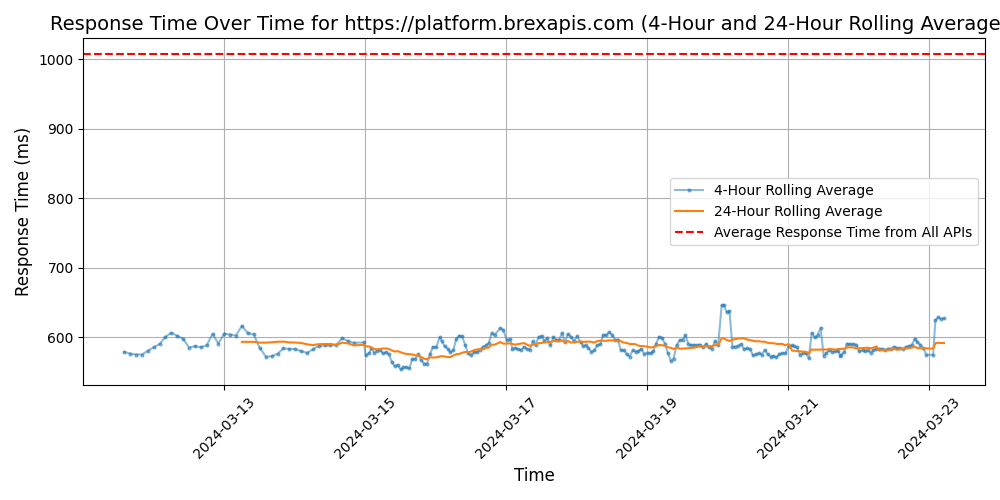 Response Time Over Time for https://platform.brexapis.com (4-Hour and 24-Hour Rolling Average
Response Time (ms)
1000
900
800
700
600
4-Hour Rolling Average
24-Hour Rolling Average
Average Response Time from All APIs
2024-03-13
2024-03-15
2024-03-17
2024-03-19
2024-03-21
2024-03-23
Time